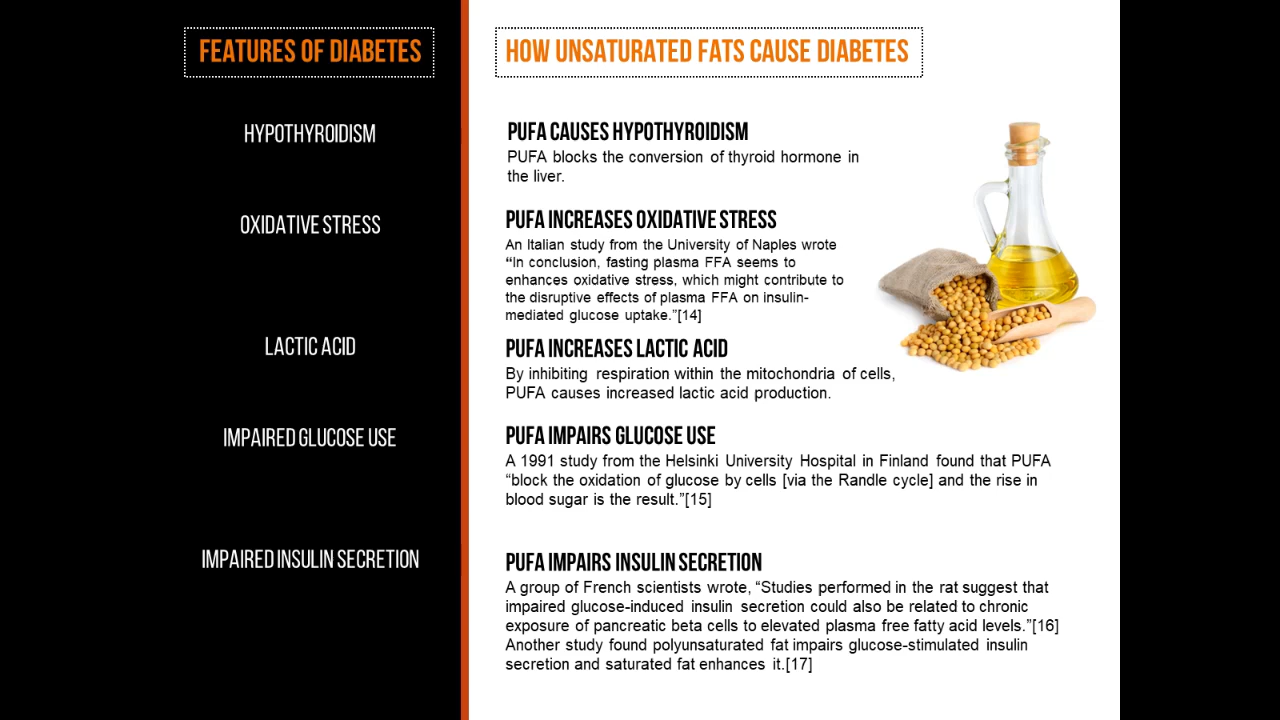 FEATURES OF DIABETES
HYPOTHYROIDISM
OXIDATIVE STRESS
LACTIC ACID
IMPAIRED GLUCOSE USE
IMPAIRED INSULIN SECRETION
HOW UNSATURATED FATS CAUSE DIABETES
PUFA CAUSES HYPOTHYROIDISM
PUFA blocks the conversion of thyroid hormone in
the liver.
PUFA INCREASES OXIDATIVE STRESS
An Italian study from the University of Naples wrote
“In conclusion, fasting plasma FFA seems to
enhances oxidative stress, which might contribute to
the disruptive effects of plasma FFA on insulin-
mediated glucose uptake.”[14]
PUFA INCREASES LACTIC ACID
By inhibiting respiration within the mitochondria of cells,
PUFA causes increased lactic acid production.
PUFA IMPAIRS GLUCOSE USE
A 1991 study from the Helsinki University Hospital in Finland found that PUFA
“block the oxidation of glucose by cells [via the Randle cycle] and the rise in
blood sugar is the result.”[15]
PUFA IMPAIRS INSULIN SECRETION
A group of French scientists wrote, “Studies performed in the rat suggest that
impaired glucose-induced insulin secretion could also be related to chronic
exposure of pancreatic beta cells to elevated plasma free fatty acid levels.”[16]
Another study found polyunsaturated fat impairs glucose-stimulated insulin
secretion and saturated fat enhances it.[17]